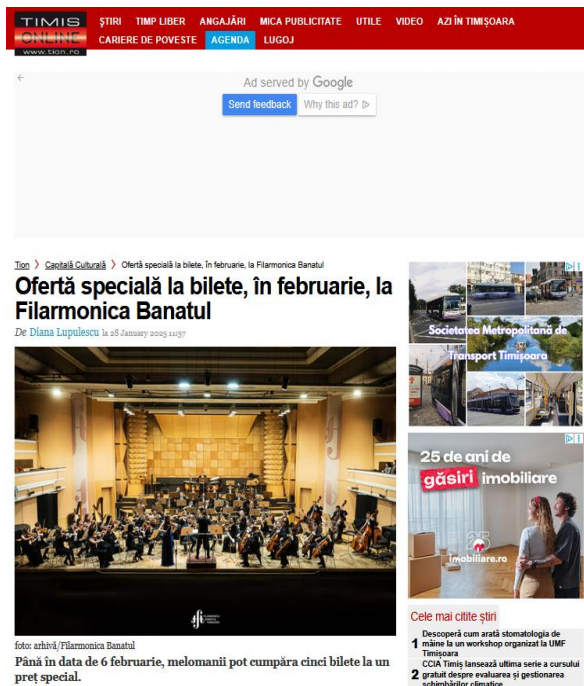 TIMIS
ONLINE
www.tion.ro
ȘTIRI TIMP LIBER ANGAJĂRI MICA PUBLICITATE UTILE VIDEO AZI ÎN TIMȘOARA
CARIERE DE POVESTE AGENDA LUGOJ
Ad served by Google
Send feedback Why this ad?
Tion > Capitală Culturală > Ofertă specială la bilete, în februarie, la Filarmonica Banatul
Ofertă specială la bilete, în februarie, la
Filarmonica Banatul
De Diana Lupulescu la 28 January 2025 11:57
foto: arhivă/Filarmonica Banatul
Până în data de 6 februarie, melomanii pot cumpăra cinci bilete la un
preț special.
Societatea Metropolitană de
Transport Timișoara
25 de ani de
găsiri imobiliare
25
imobiliare.ro
Cele mai citite știri
1 Descoperă cum arată stomatologia de
mâine la un workshop organizat la UMF
Timișoara
2 CCIA Timiș lansează ultima serie a cursului
gratuit despre evaluarea și gestionarea
schimbărilor climatice